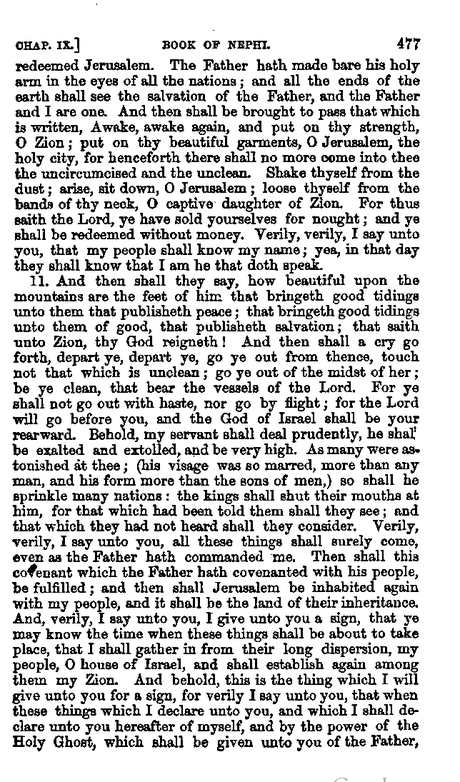 CHAP. IX.] BOOK OF NEPHI. 477
redeemed Jerusalem. The Father hath made bare his holy
arm in the eyes of all the nations; and all the ends of the
earth shall see the salvation of the Father, and the Father
and I are one. And then shall be brought to pass that which
is written, Awake, awake again, and put on thy strength,
O Zion; put on thy beautiful garments, O Jerusalem, the
holy city, for henceforth there shall no more come into thee
the uncircumcised and the unclean. Shake thyself from the
dust; arise, sit down, O Jerusalem; loose thyself from the
bands of thy neck, O captive daughter of Zion. For thus
saith the Lord, ye have sold yourselves for nought; and ye
shall be redeemed without money. Verily, verily, I say unto
you, that my people shall know my name; yea, in that day
they shall know that I am he that doth speak.
11. And then shall they say, how beautiful upon the
mountains are the feet of him that bringeth good tidings
unto them that publisheth peace; that bringeth good tidings
unto them of good, that publisheth salvation; that saith
unto Zion, thy God reigneth! And then shall a cry go
forth, depart ye, depart ye, go ye out from thence, touch
not that which is unclean; go ye out of the midst of her;
be ye clean, that bear the vessels of the Lord. For ye
shall not go out with haste, nor go by flight; for the Lord
will go before you, and the God of Israel shall be your
rearward. Behold, my servant shall deal prudently, he shal
be exalted and extolled, and be very high. As many were as-
tonished at thee; (his visage was so marred, more than any
man, and his form more than the sons of men,) so shall he
sprinkle many nations: the kings shall shut their mouths at
him, for that which had been told them shall they see; and
that which they had not heard shall they consider. Verily,
verily, I say unto you, all these things shall surely come,
even as the Father hath commanded me. Then shall this
covenant which the Father hath covenanted with his people,
be fulfilled; and then shall Jerusalem be inhabited again
with my people, and it shall be the land of their inheritance.
And, verily, I say unto you, I give unto you a sign, that ye
may know the time when these things shall be about to take
place, that I shall gather in from their long dispersion, my
people, O house of Israel, and shall establish again among
them my Zion. And behold, this is the thing which I will
give unto you for a sign, for verily I say unto you, that when
these things which I declare unto you, and which I shall de-
clare unto you hereafter of myself, and by the power of the
Holy Ghost, which shall be given unto you of the Father,